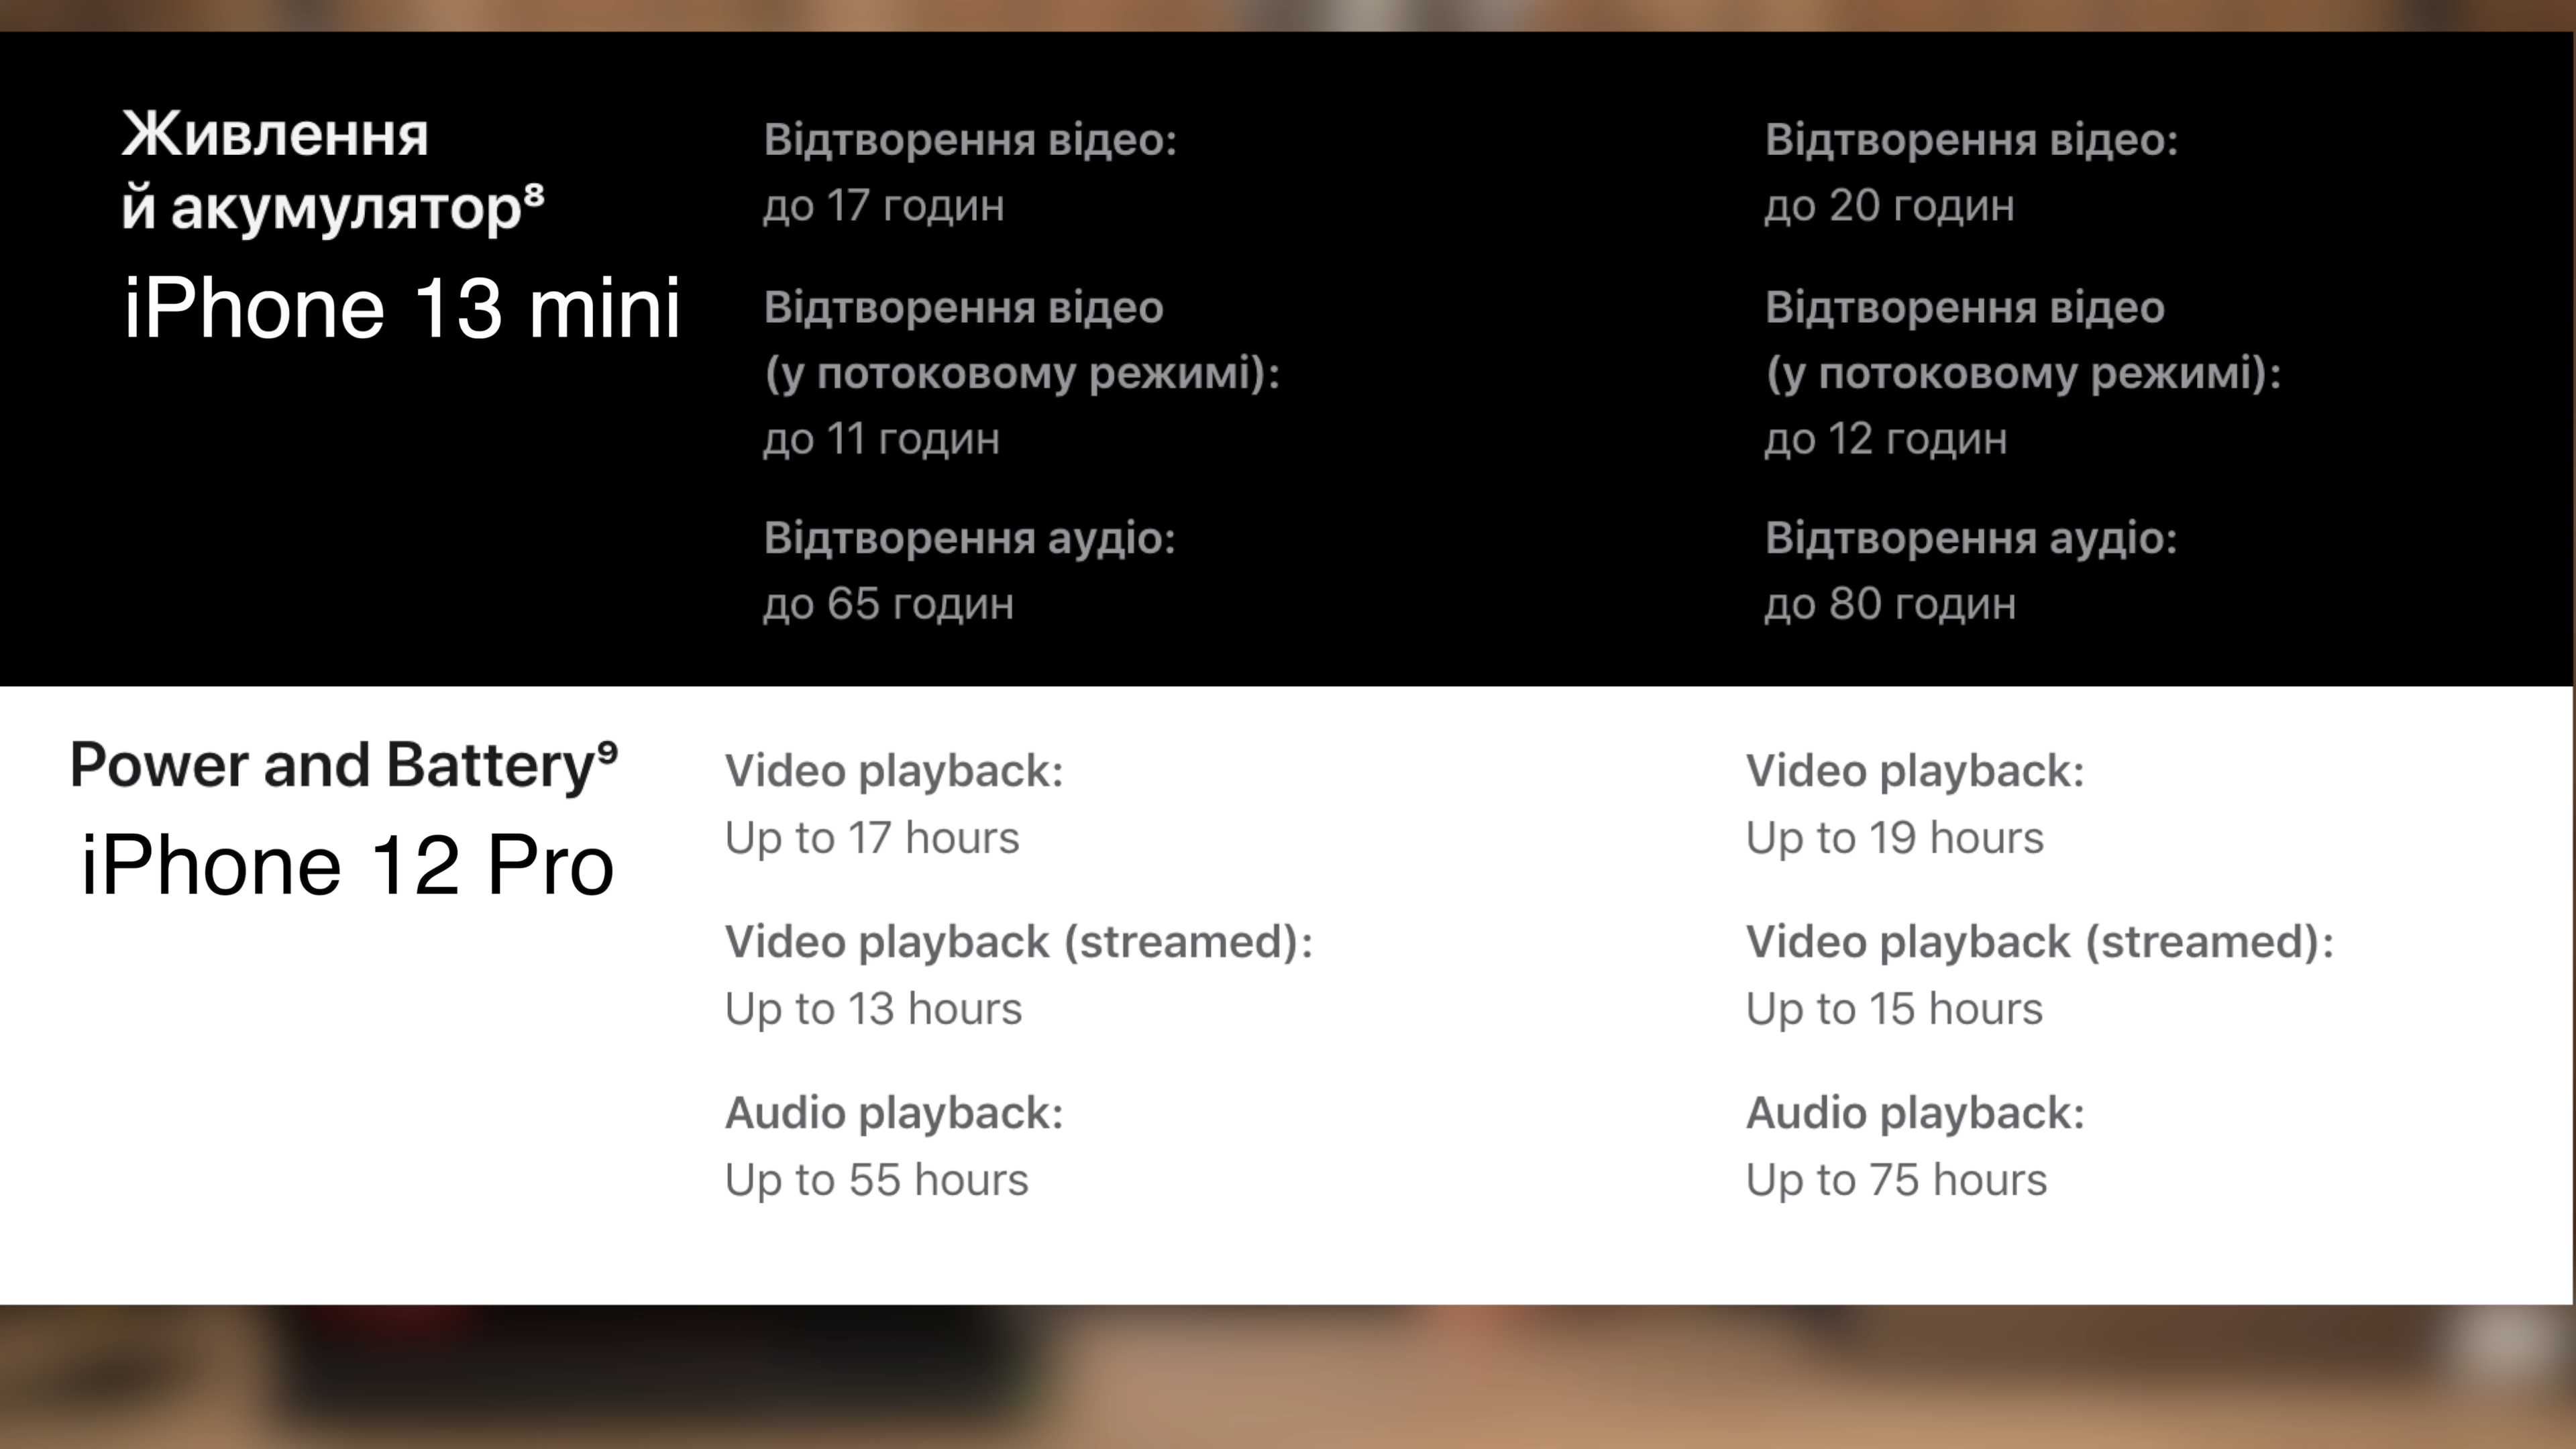 Живлення
й акумулятор⁸
iPhone 13 mini
Відтворення відео:
до 17 годин
Відтворення відео
(у потоковому режимі):
до 11 годин
Відтворення аудіо:
до 65 годин
Відтворення відео:
до 20 годин
Відтворення відео
(у потоковому режимі):
до 12 годин
Відтворення аудіо:
до 80 годин
Power and Battery⁹
iPhone 12 Pro
Video playback:
Up to 17 hours
Video playback (streamed):
Up to 13 hours
Audio playback:
Up to 55 hours
Video playback:
Up to 19 hours
Video playback (streamed):
Up to 15 hours
Audio playback:
Up to 75 hours